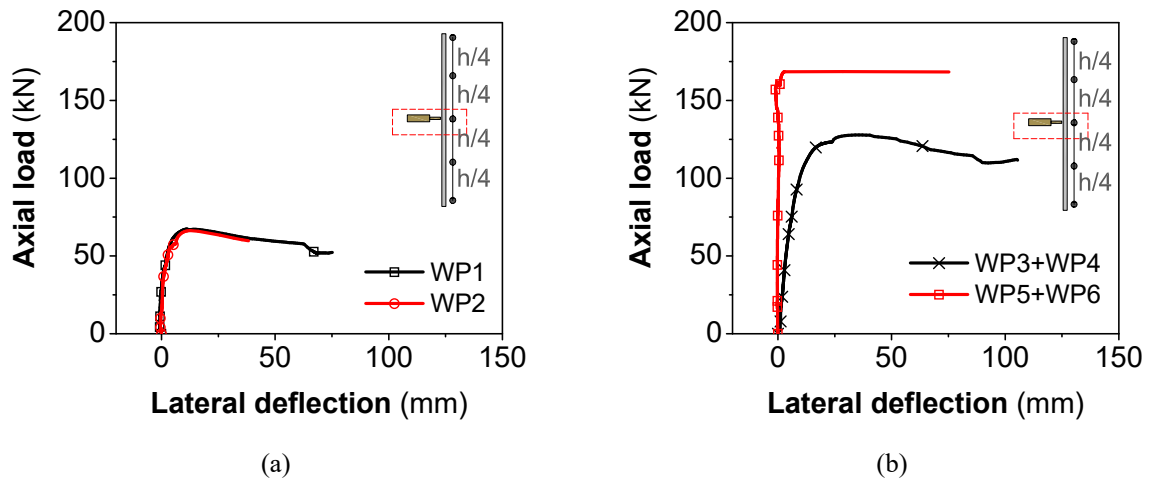 200
150
100
50
0
Axial load (kN)
h/4
h/4
h/4
h/4
WP1
WP2
0 50 100 150
Lateral deflection (mm)
(a)
200
150
100
50
0
Axial load (kN)
h/4
h/4
h/4
h/4
WP3+WP4
WP5+WP6
0 50 100 150
Lateral deflection (mm)
(b)